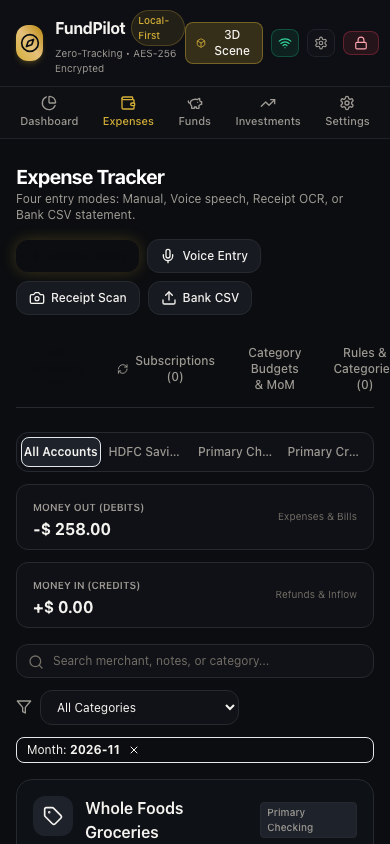 FundPilot
Local-
First
Zero-Tracking • AES-256
Encrypted
3D
Scene
Dashboard
Expenses
Funds
Investments
Settings
Expense Tracker
Four entry modes: Manual, Voice speech, Receipt OCR, or
Bank CSV statement.
Voice Entry
Receipt Scan
Bank CSV
Subscriptions
(0)
Category
Budgets
& MoM
Rules &
Categorie
(0)
All Accounts
HDFC Savi...
Primary Ch...
Primary Cr...
MONEY OUT (DEBITS)
-$ 258.00
Expenses & Bills
MONEY IN (CREDITS)
+$ 0.00
Refunds & Inflow
Search merchant, notes, or category...
All Categories
Month: 2026-11 ×
Whole Foods
Groceries
Primary
Checking